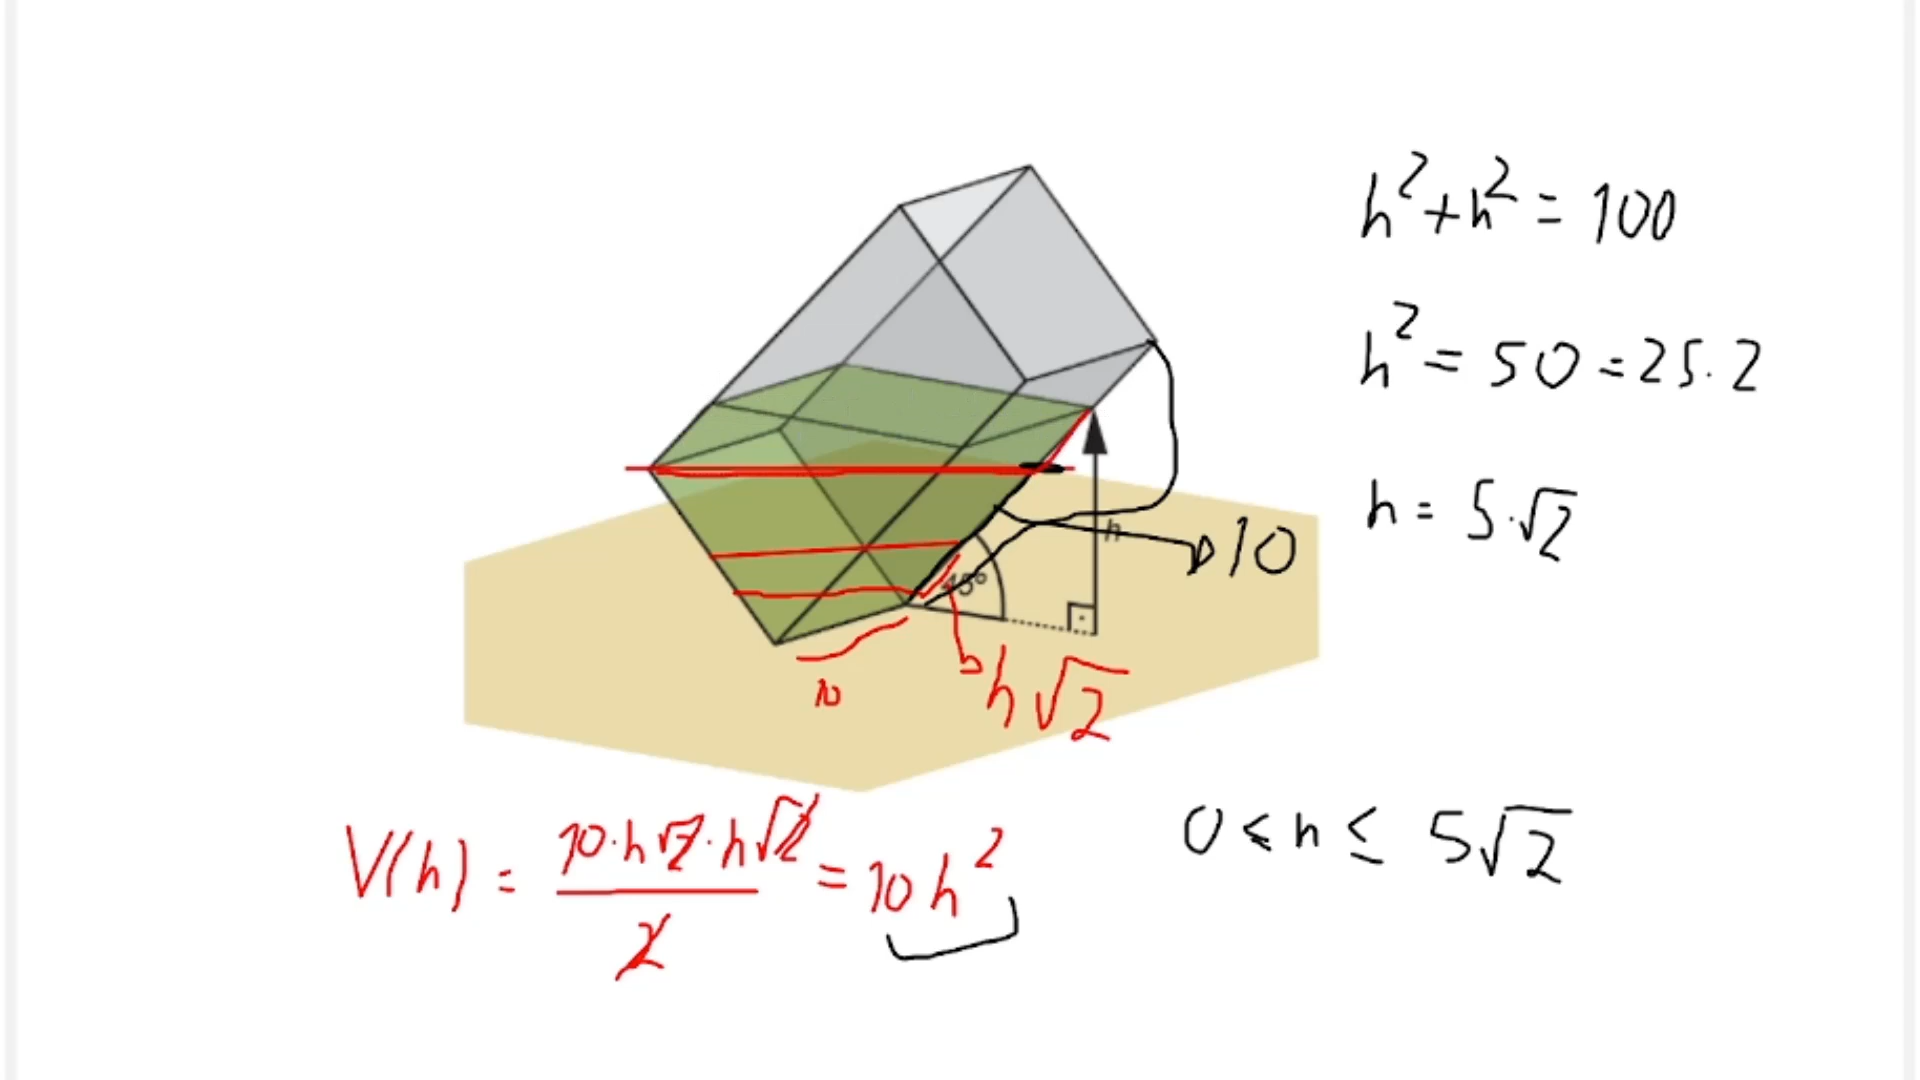 h²+h² = 100
h² = 50 = 25·2
h = 5·√2
h
10
45°
10
h√2
V(h) = (10·h√2·h√2)/2 = 10h²
0 ≤ h ≤ 5√2